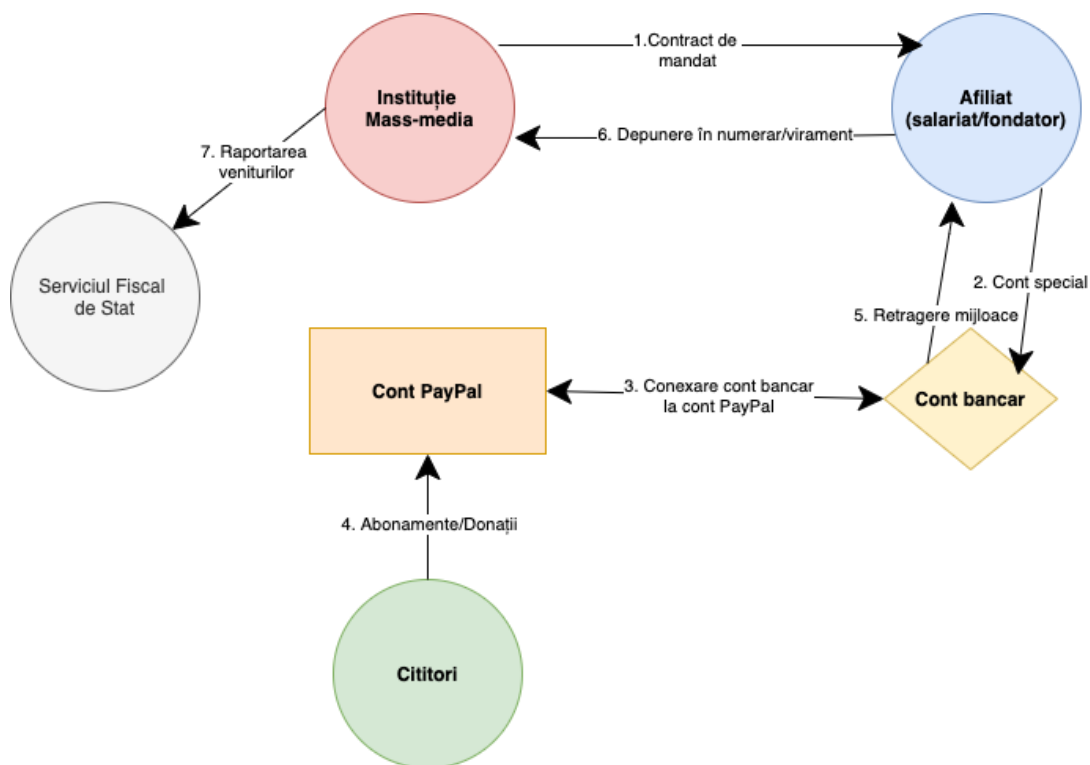 1.Contract de
mandat
Instituție
Mass-media
Afiliat
(salariat/fondator)
6. Depunere în numerar/virament
7. Raportarea
veniturilor
Serviciul Fiscal
de Stat
2. Cont special
5. Retragere mijloace
Cont PayPal
3. Conexare cont bancar
la cont PayPal
Cont bancar
4. Abonamente/Donații
Cititori